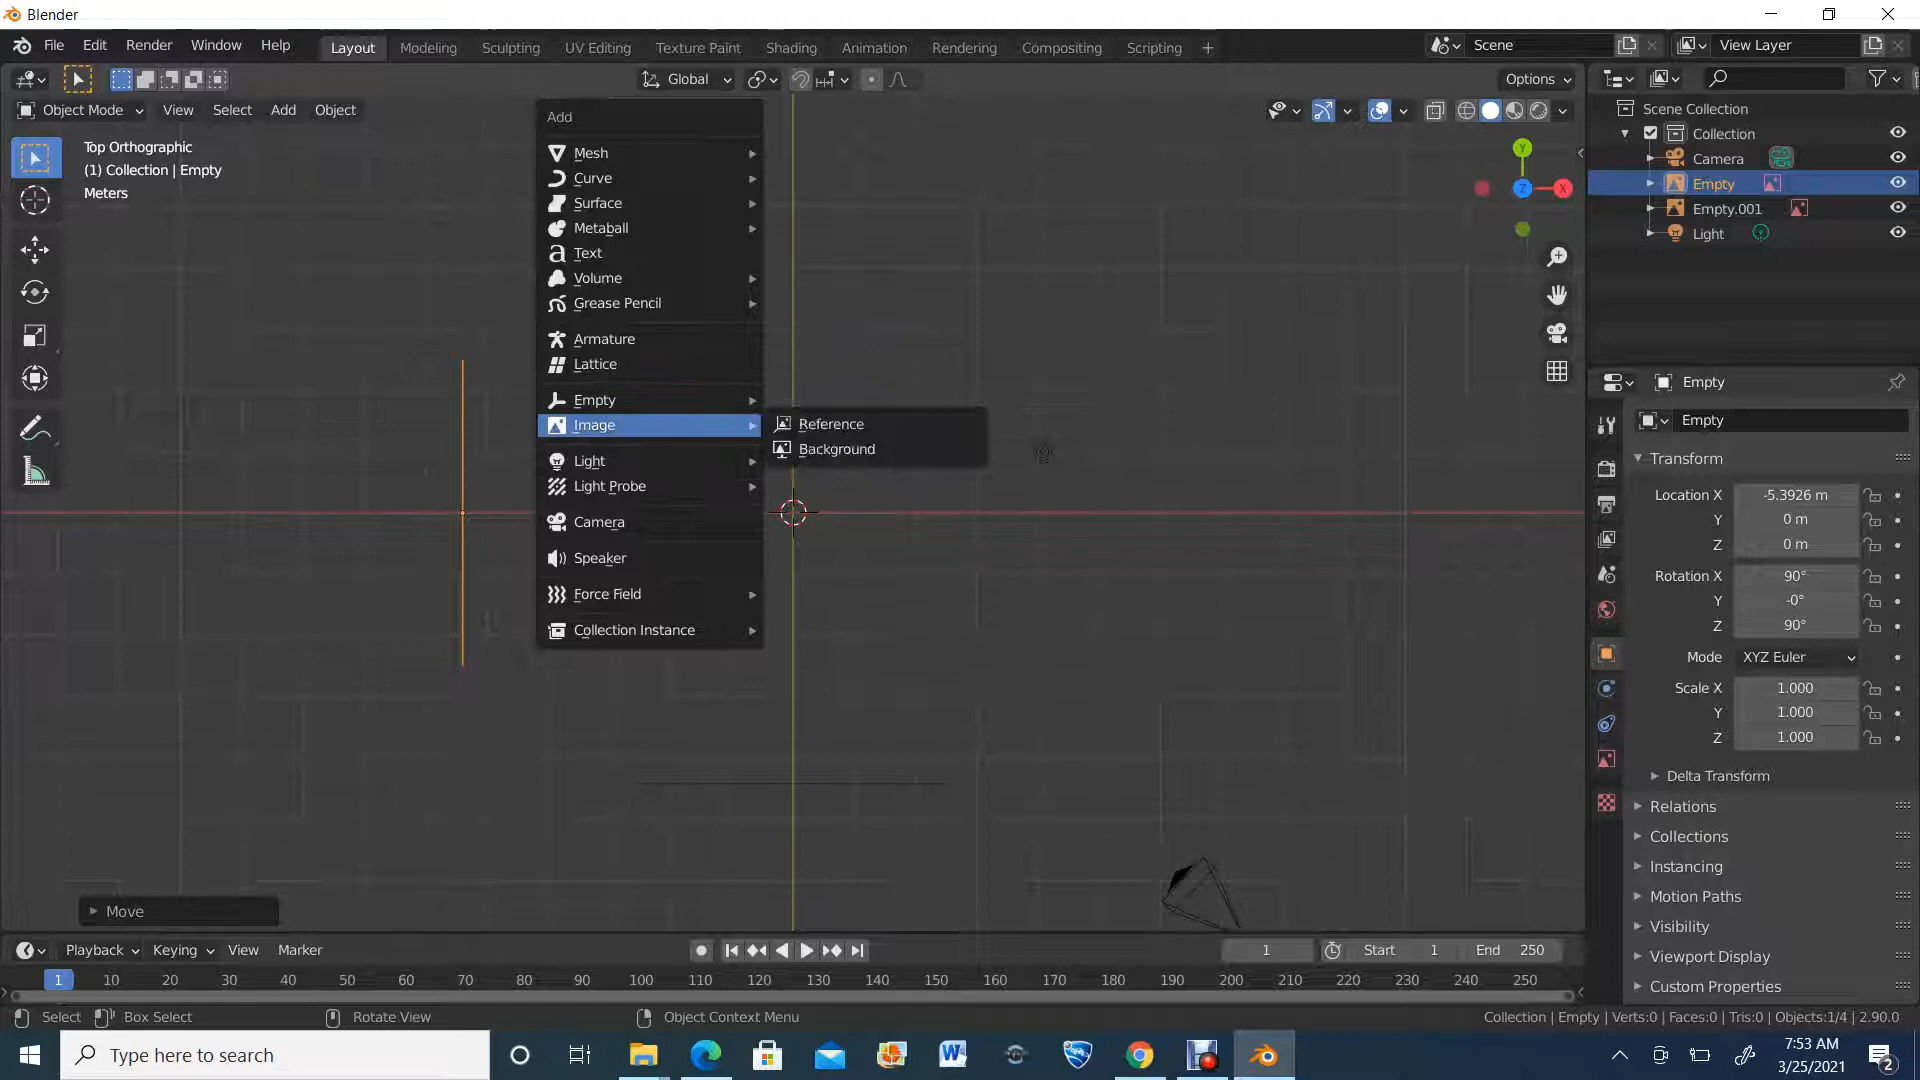 Blender
File Edit Render Window Help Layout Modeling Sculpting UV Editing Texture Paint Shading Animation Rendering Compositing Scripting + Scene View Layer
Global Options
Object Mode View Select Add Object
Top Orthographic
(1) Collection | Empty
Meters
Add
Mesh
Curve
Surface
Metaball
Text
Volume
Grease Pencil
Armature
Lattice
Empty
Image
Light
Light Probe
Camera
Speaker
Force Field
Collection Instance
Reference
Background
Y
Z X
Scene Collection
Collection
Camera
Empty
Empty.001
Light
Empty
Empty
Transform
Location X -5.3926 m
Y 0 m
Z 0 m
Rotation X 90°
Y -0°
Z 90°
Mode XYZ Euler
Scale X 1.000
Y 1.000
Z 1.000
Delta Transform
Relations
Collections
Instancing
Motion Paths
Visibility
Viewport Display
Custom Properties
Move
Playback Keying View Marker 1 Start 1 End 250
1 10 20 30 40 50 60 70 80 90 100 110 120 130 140 150 160 170 180 190 200 210 220 230 240 250
Select Box Select Rotate View Object Context Menu Collection | Empty | Verts:0 | Faces:0 | Tris:0 | Objects:1/4 | 2.90.0
Type here to search
7:53 AM
3/25/2021
2